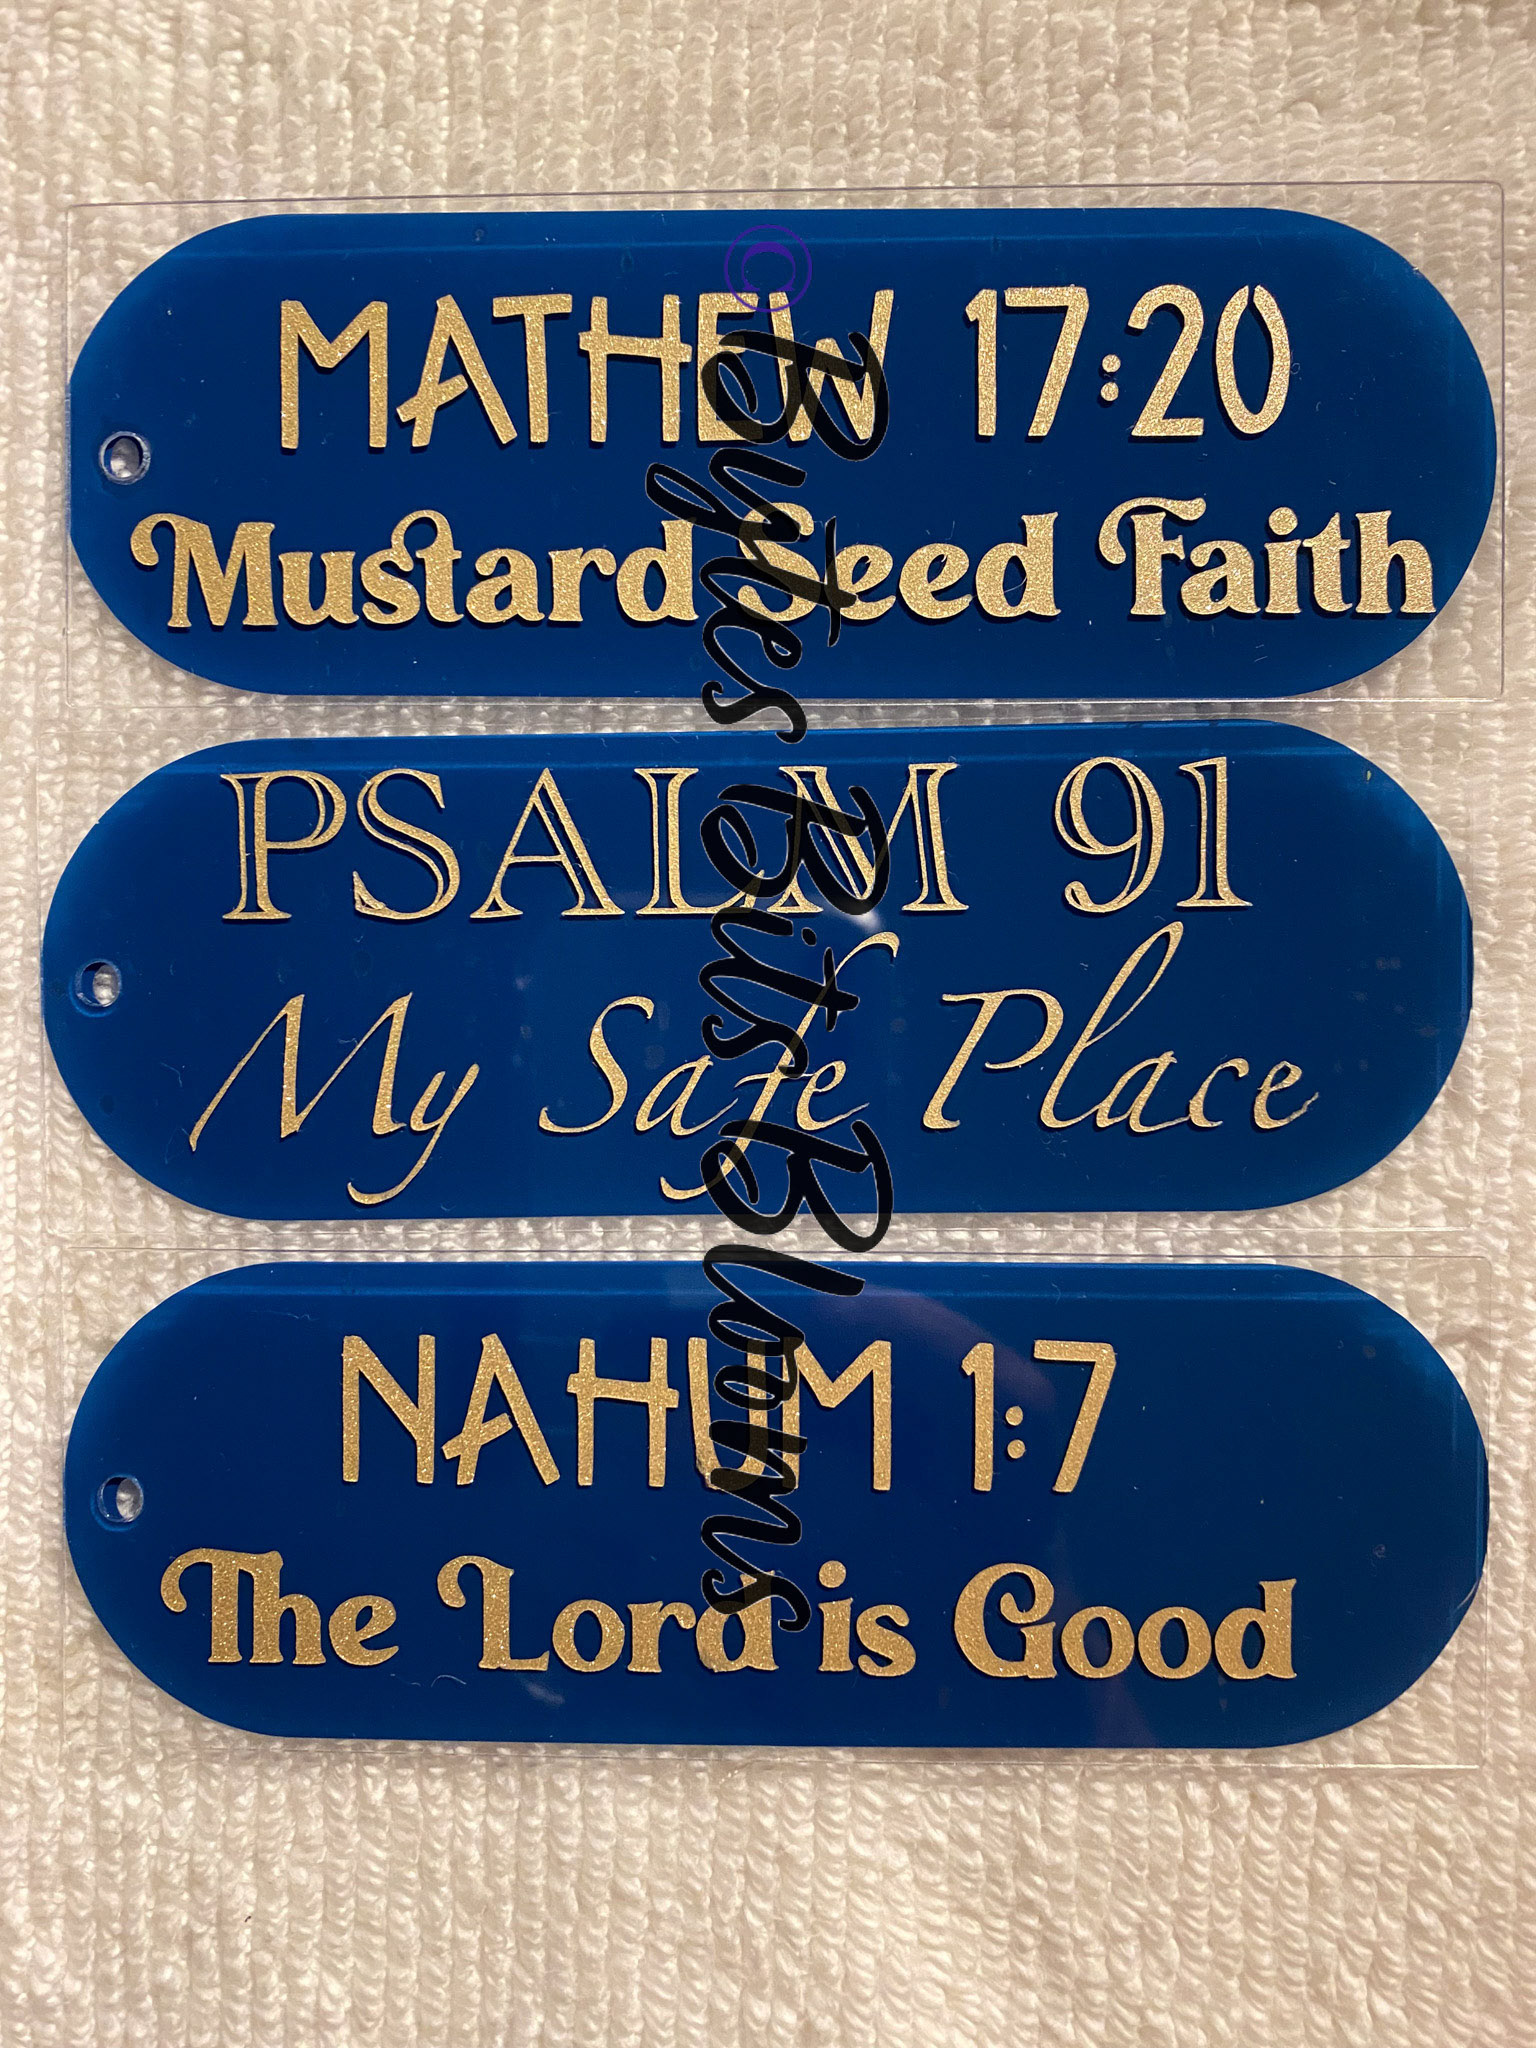 MATHEW 17:20
Mustard Seed Faith
PSALM 91
My Safe Place
NAHUM 1:7
The Lord is Good
© Bytes Bits Blooms